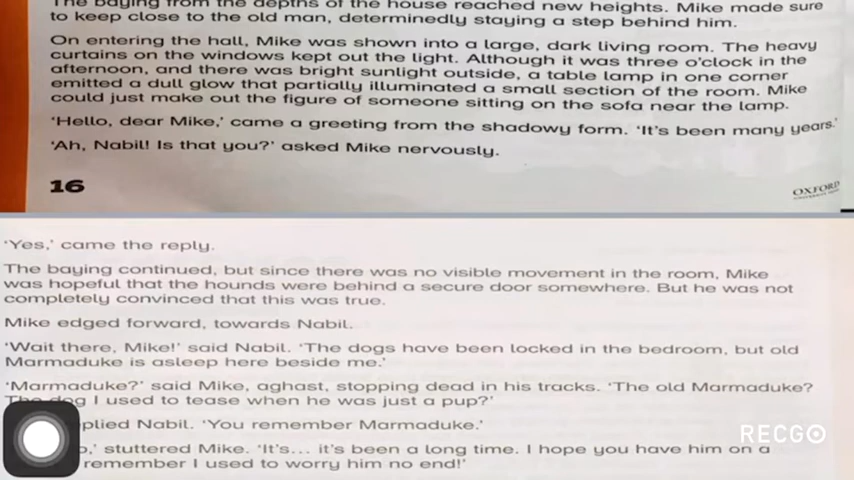 The baying from the depths of the house reached new heights. Mike made sure
to keep close to the old man, determinedly staying a step behind him.
On entering the hall, Mike was shown into a large, dark living room. The heavy
curtains on the windows kept out the light. Although it was three o'clock in the
afternoon, and there was bright sunlight outside, a table lamp in one corner
emitted a dull glow that partially illuminated a small section of the room. Mike
could just make out the figure of someone sitting on the sofa near the lamp.
'Hello, dear Mike,' came a greeting from the shadowy form. 'It's been many years.'
'Ah, Nabil! Is that you?' asked Mike nervously.
16
OXFORD
'Yes,' came the reply.
The baying continued, but since there was no visible movement in the room, Mike
was hopeful that the hounds were behind a secure door somewhere. But he was not
completely convinced that this was true.
Mike edged forward, towards Nabil.
'Wait there, Mike!' said Nabil. 'The dogs have been locked in the bedroom, but old
Marmaduke is asleep here beside me.'
'Marmaduke?' said Mike, aghast, stopping dead in his tracks. 'The old Marmaduke?
The dog I used to tease when he was just a pup?'
plied Nabil. 'You remember Marmaduke.'
,' stuttered Mike. 'It's... it's been a long time. I hope you have him on a
remember I used to worry him no end!'
RECGO